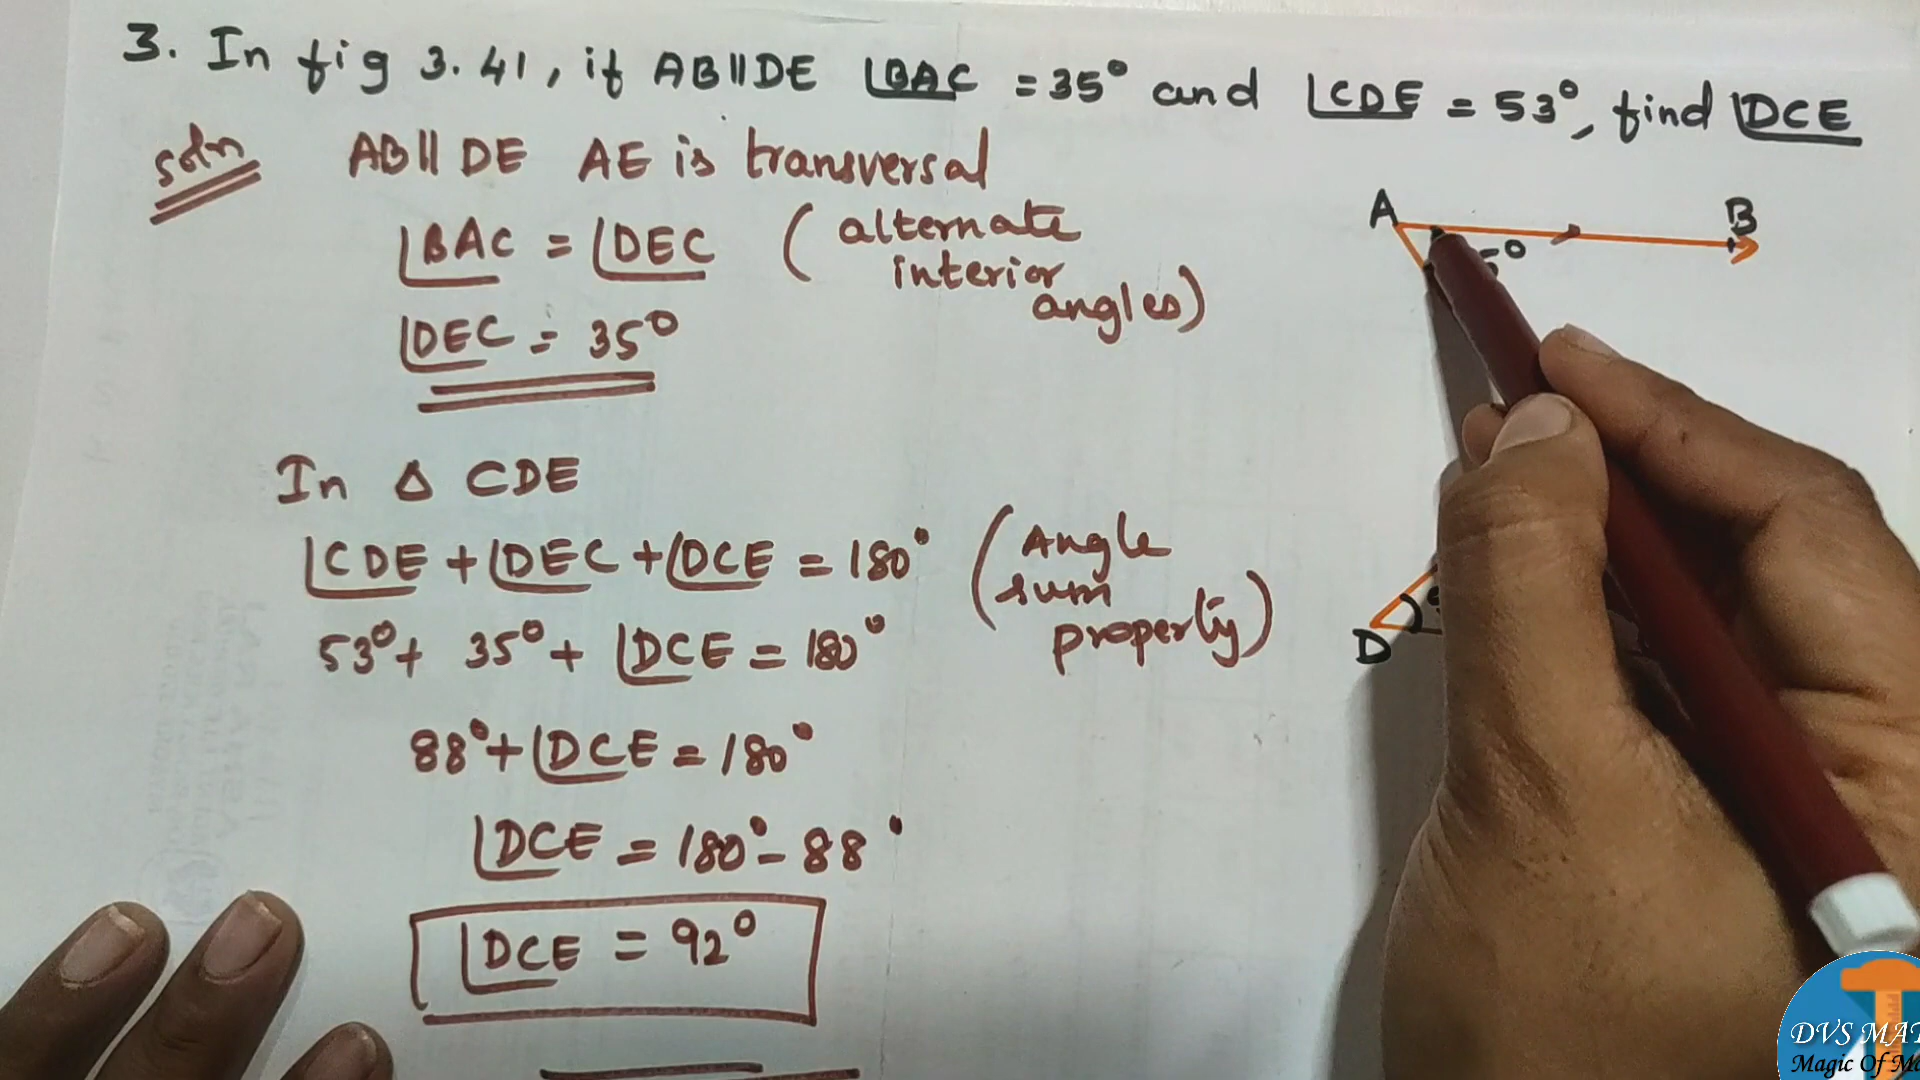 3. In fig 3.41, if AB||DE ∠BAC = 35° and ∠CDE = 53°, find ∠DCE
soln
AB|| DE AE is transversal
∠BAC = ∠DEC (alternate
interior
angles)
∠DEC = 35°
In Δ CDE
∠CDE + ∠DEC + ∠DCE = 180° (Angle
sum
property)
53° + 35° + ∠DCE = 180°
88° + ∠DCE = 180°
∠DCE = 180° - 88°
∠DCE = 92°
A
B
5°
D
DVS MAT
Magic Of Ma